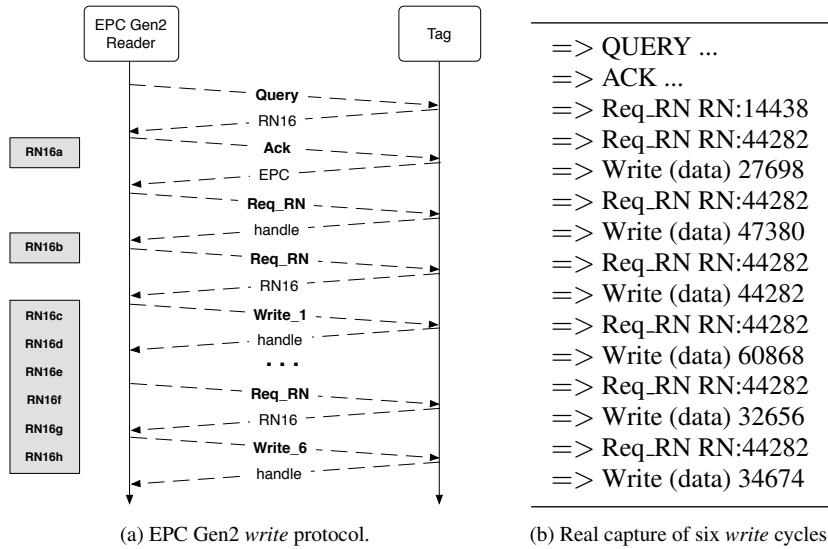 EPC Gen2
Reader
Tag
Query
RN16
RN16a
Ack
EPC
Req_RN
handle
RN16b
Req_RN
RN16
RN16c
Write_1
RN16d
handle
RN16e
. . .
RN16f
Req_RN
RN16g
RN16
RN16h
Write_6
handle
(a) EPC Gen2 write protocol.
=> QUERY ...
=> ACK ...
=> Req_RN RN:14438
=> Req_RN RN:44282
=> Write (data) 27698
=> Req_RN RN:44282
=> Write (data) 47380
=> Req_RN RN:44282
=> Write (data) 44282
=> Req_RN RN:44282
=> Write (data) 60868
=> Req_RN RN:44282
=> Write (data) 32656
=> Req_RN RN:44282
=> Write (data) 34674
(b) Real capture of six write cycles